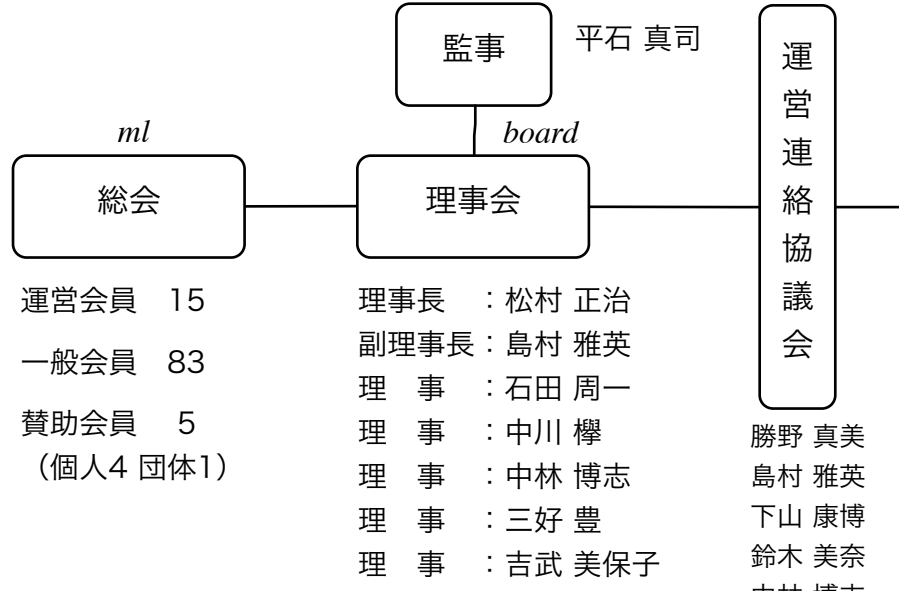 監事
平石 真司
ml
board
総会
理事会
運営連絡協議会
運営会員 15
一般会員 83
賛助会員 5
（個人4 団体1）
理事長 ：松村 正治
副理事長：島村 雅英
理 事 ：石田 周一
理 事 ：中川 欅
理 事 ：中林 博志
理 事 ：三好 豊
理 事 ：吉武 美保子
勝野 真美
島村 雅英
下山 康博
鈴木 美奈